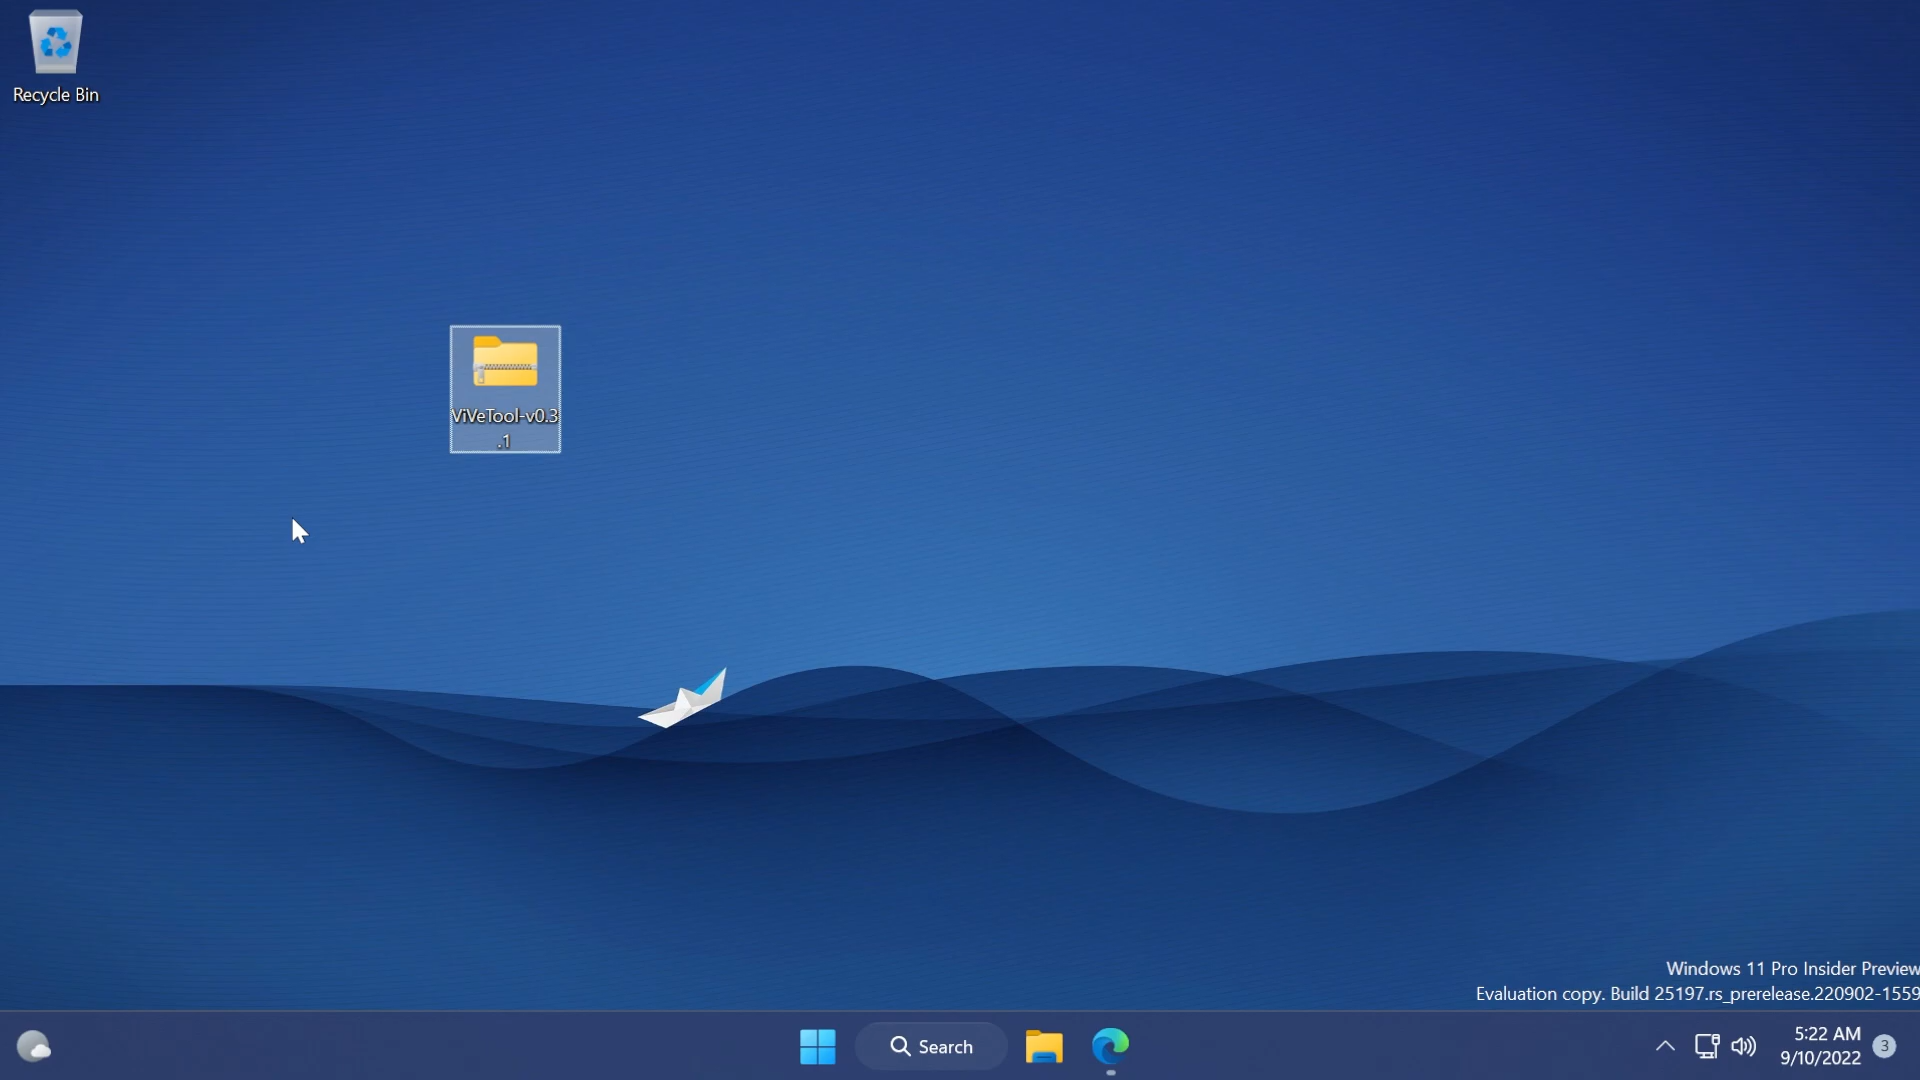 Recycle Bin
ViVeTool-v0.3
.1
Windows 11 Pro Insider Preview
Evaluation copy. Build 25197.rs_prerelease.220902-1559
Search
5:22 AM
9/10/2022
3